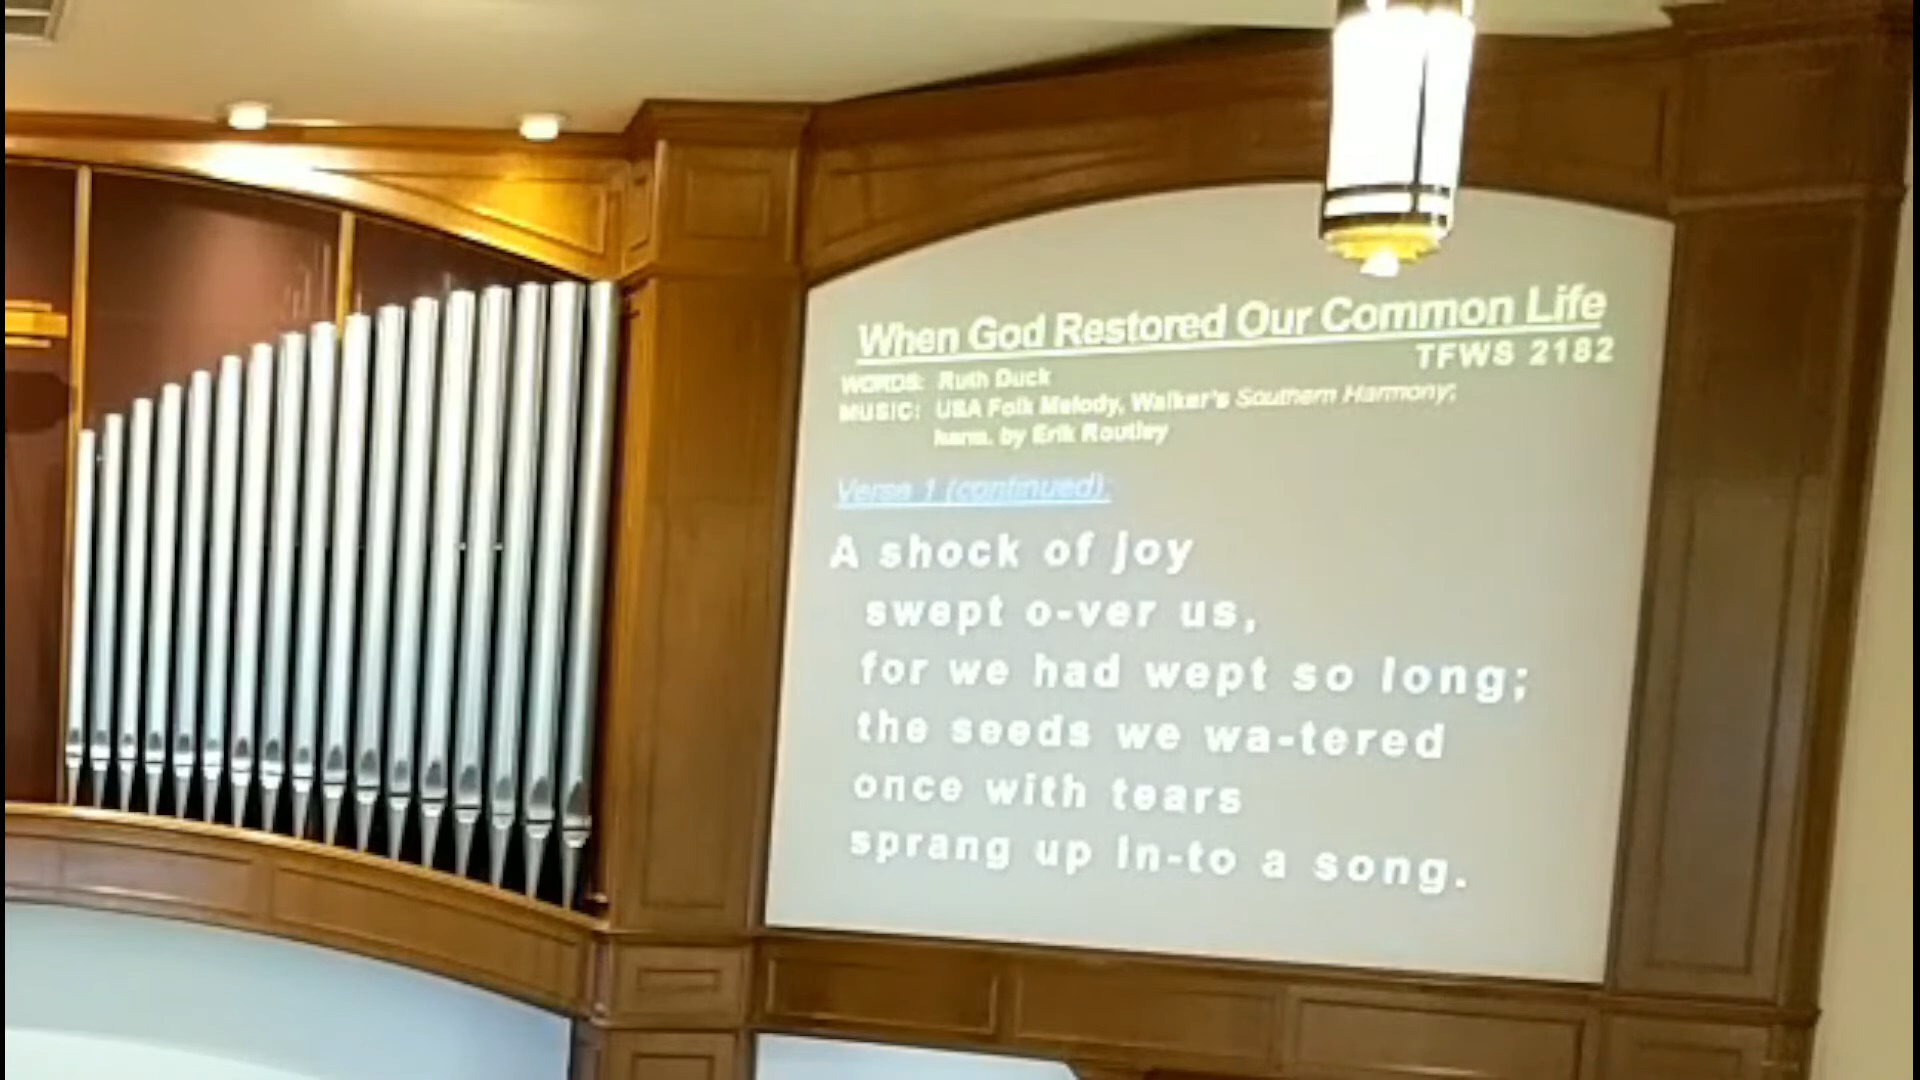 When God Restored Our Common Life
TFWS 2182
WORDS: Ruth Duck
MUSIC: USA Folk Melody, Walker's Southern Harmony;
harm. by Erik Routley
Verse 1 (continued):
A shock of joy
swept o-ver us,
for we had wept so long;
the seeds we wa-tered
once with tears
sprang up in-to a song.